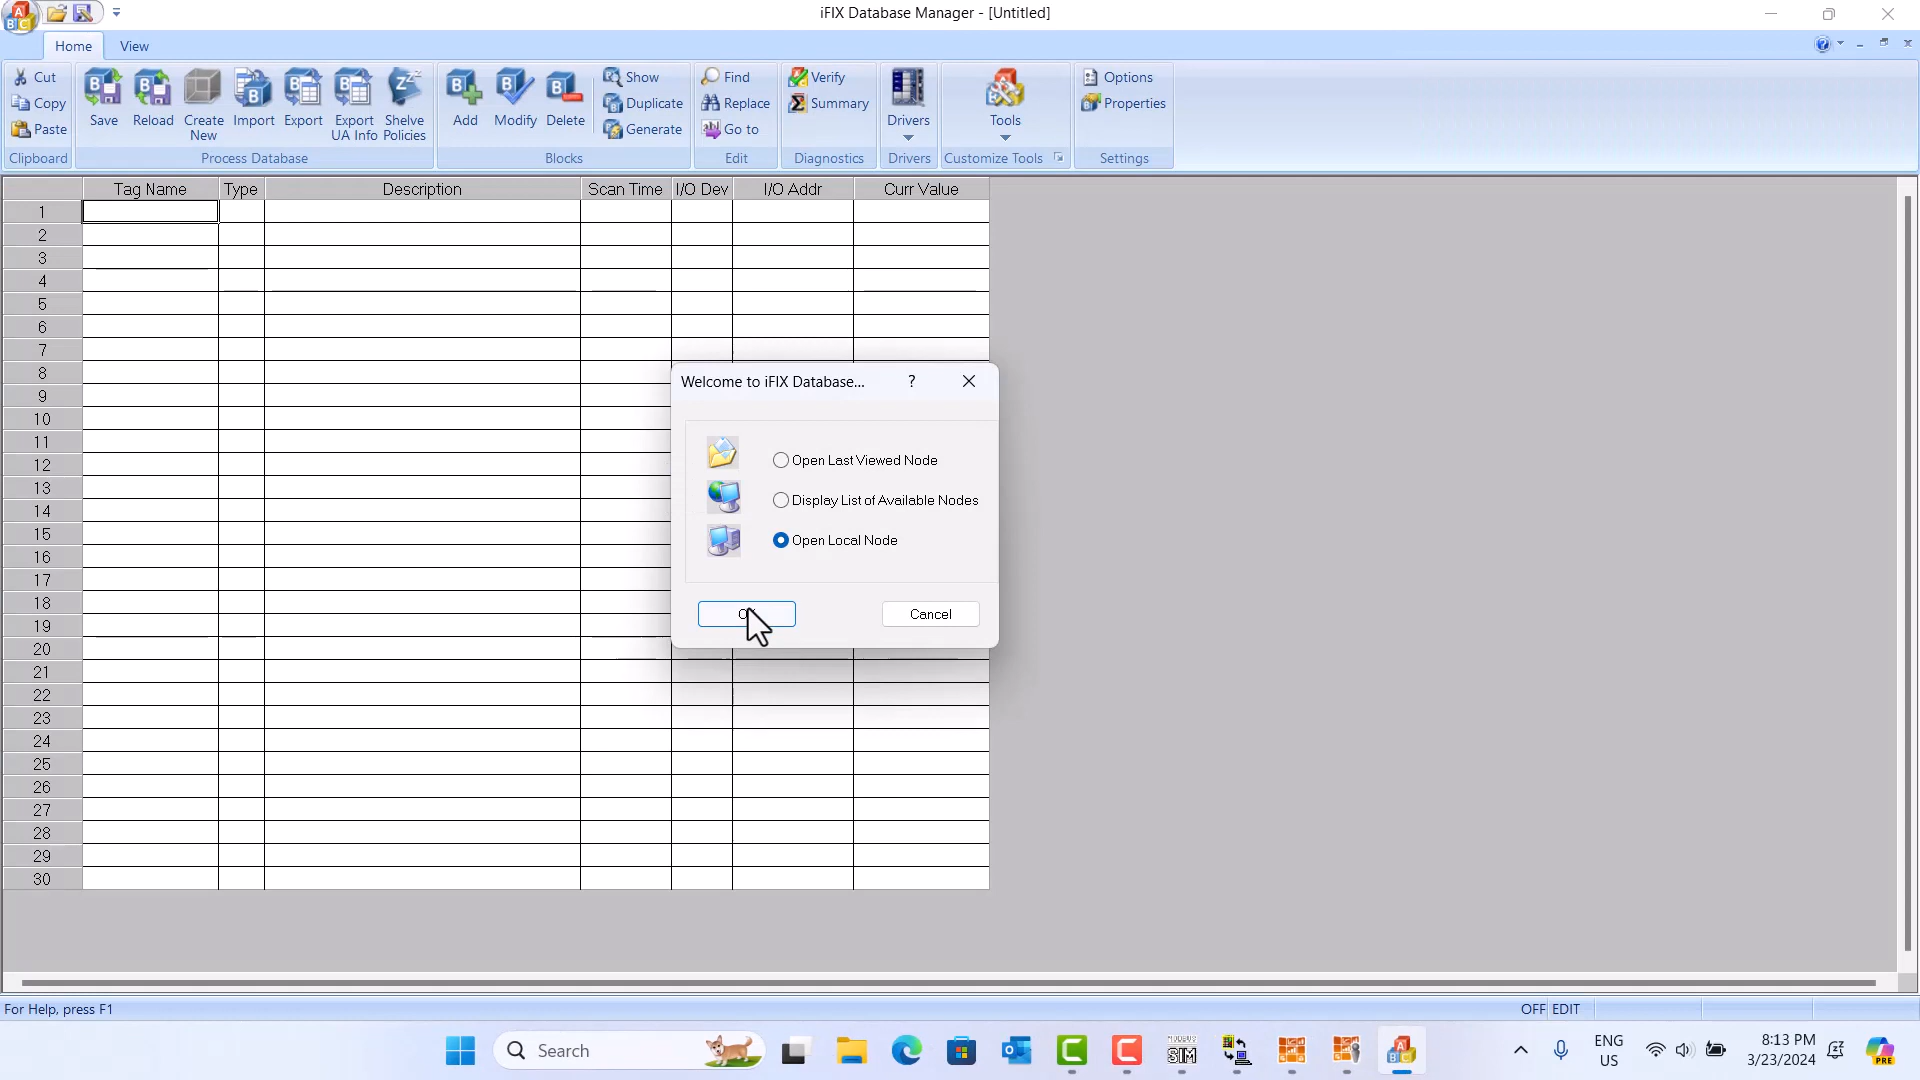 iFIX Database Manager - [Untitled]
Home View
Cut
Copy
Paste
Clipboard
Save Reload Create New Import Export Export UA Info Shelve Policies
Process Database
Add Modify Delete
Show
Duplicate
Generate
Blocks
Find
Replace
Go to
Edit
Verify
Summary
Diagnostics
Drivers
Drivers
Tools
Customize Tools
Options
Properties
Settings
Tag Name Type Description Scan Time I/O Dev I/O Addr Curr Value
1
2
3
4
5
6
7
8
9
10
11
12
13
14
15
16
17
18
19
20
21
22
23
24
25
26
27
28
29
30
Welcome to iFIX Database... ?
Open Last Viewed Node
Display List of Available Nodes
Open Local Node
Cancel
For Help, press F1
OFF EDIT
Search
MODBUS
SIM
ENG
US
8:13 PM
3/23/2024
PRE